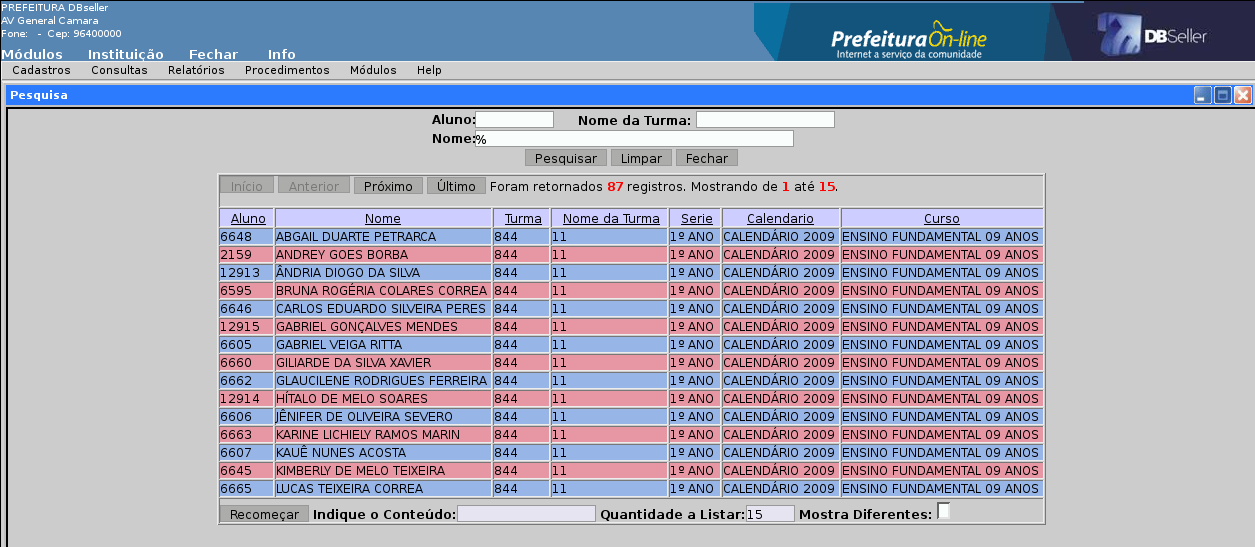 PREFEITURA DBseller
AV General Camara
Fone: - Cep: 96400000
Prefeitura On-line
Internet a serviço da comunidade
DBSeller
Módulos Instituição Fechar Info
Cadastros Consultas Relatórios Procedimentos Módulos Help
Pesquisa
Aluno: Nome da Turma:
Nome: %
Pesquisar Limpar Fechar
Início Anterior Próximo Último Foram retornados 87 registros. Mostrando de 1 até 15.
Aluno Nome Turma Nome da Turma Serie Calendario Curso
6648 ABGAIL DUARTE PETRARCA 844 11 1º ANO CALENDÁRIO 2009 ENSINO FUNDAMENTAL 09 ANOS
2159 ANDREY GOES BORBA 844 11 1º ANO CALENDÁRIO 2009 ENSINO FUNDAMENTAL 09 ANOS
12913 ÂNDRIA DIOGO DA SILVA 844 11 1º ANO CALENDÁRIO 2009 ENSINO FUNDAMENTAL 09 ANOS
6595 BRUNA ROGÉRIA COLARES CORREA 844 11 1º ANO CALENDÁRIO 2009 ENSINO FUNDAMENTAL 09 ANOS
6646 CARLOS EDUARDO SILVEIRA PERES 844 11 1º ANO CALENDÁRIO 2009 ENSINO FUNDAMENTAL 09 ANOS
12915 GABRIEL GONÇALVES MENDES 844 11 1º ANO CALENDÁRIO 2009 ENSINO FUNDAMENTAL 09 ANOS
6605 GABRIEL VEIGA RITTA 844 11 1º ANO CALENDÁRIO 2009 ENSINO FUNDAMENTAL 09 ANOS
6660 GILIARDE DA SILVA XAVIER 844 11 1º ANO CALENDÁRIO 2009 ENSINO FUNDAMENTAL 09 ANOS
6662 GLAUCILENE RODRIGUES FERREIRA 844 11 1º ANO CALENDÁRIO 2009 ENSINO FUNDAMENTAL 09 ANOS
12914 HÍTALO DE MELO SOARES 844 11 1º ANO CALENDÁRIO 2009 ENSINO FUNDAMENTAL 09 ANOS
6606 JÊNIFER DE OLIVEIRA SEVERO 844 11 1º ANO CALENDÁRIO 2009 ENSINO FUNDAMENTAL 09 ANOS
6663 KARINE LICHIELY RAMOS MARIN 844 11 1º ANO CALENDÁRIO 2009 ENSINO FUNDAMENTAL 09 ANOS
6607 KAUÊ NUNES ACOSTA 844 11 1º ANO CALENDÁRIO 2009 ENSINO FUNDAMENTAL 09 ANOS
6645 KIMBERLY DE MELO TEIXEIRA 844 11 1º ANO CALENDÁRIO 2009 ENSINO FUNDAMENTAL 09 ANOS
6665 LUCAS TEIXEIRA CORREA 844 11 1º ANO CALENDÁRIO 2009 ENSINO FUNDAMENTAL 09 ANOS
Recomeçar Indique o Conteúdo: Quantidade a Listar: 15 Mostra Diferentes: